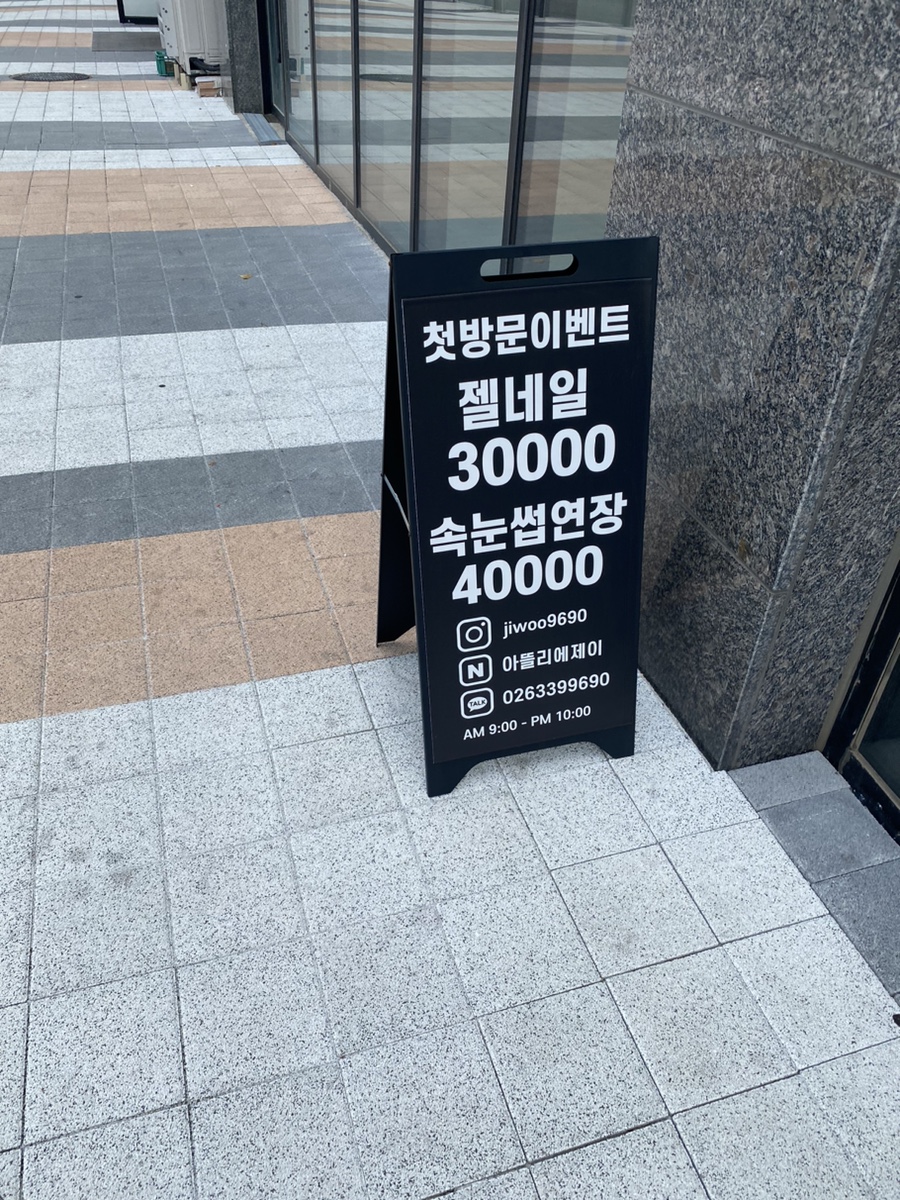 첫방문이벤트
젤네일
30000
속눈썹연장
40000
jiwoo9690
N 아뜰리에제이
TALK 0263399690
AM 9:00 - PM 10:00